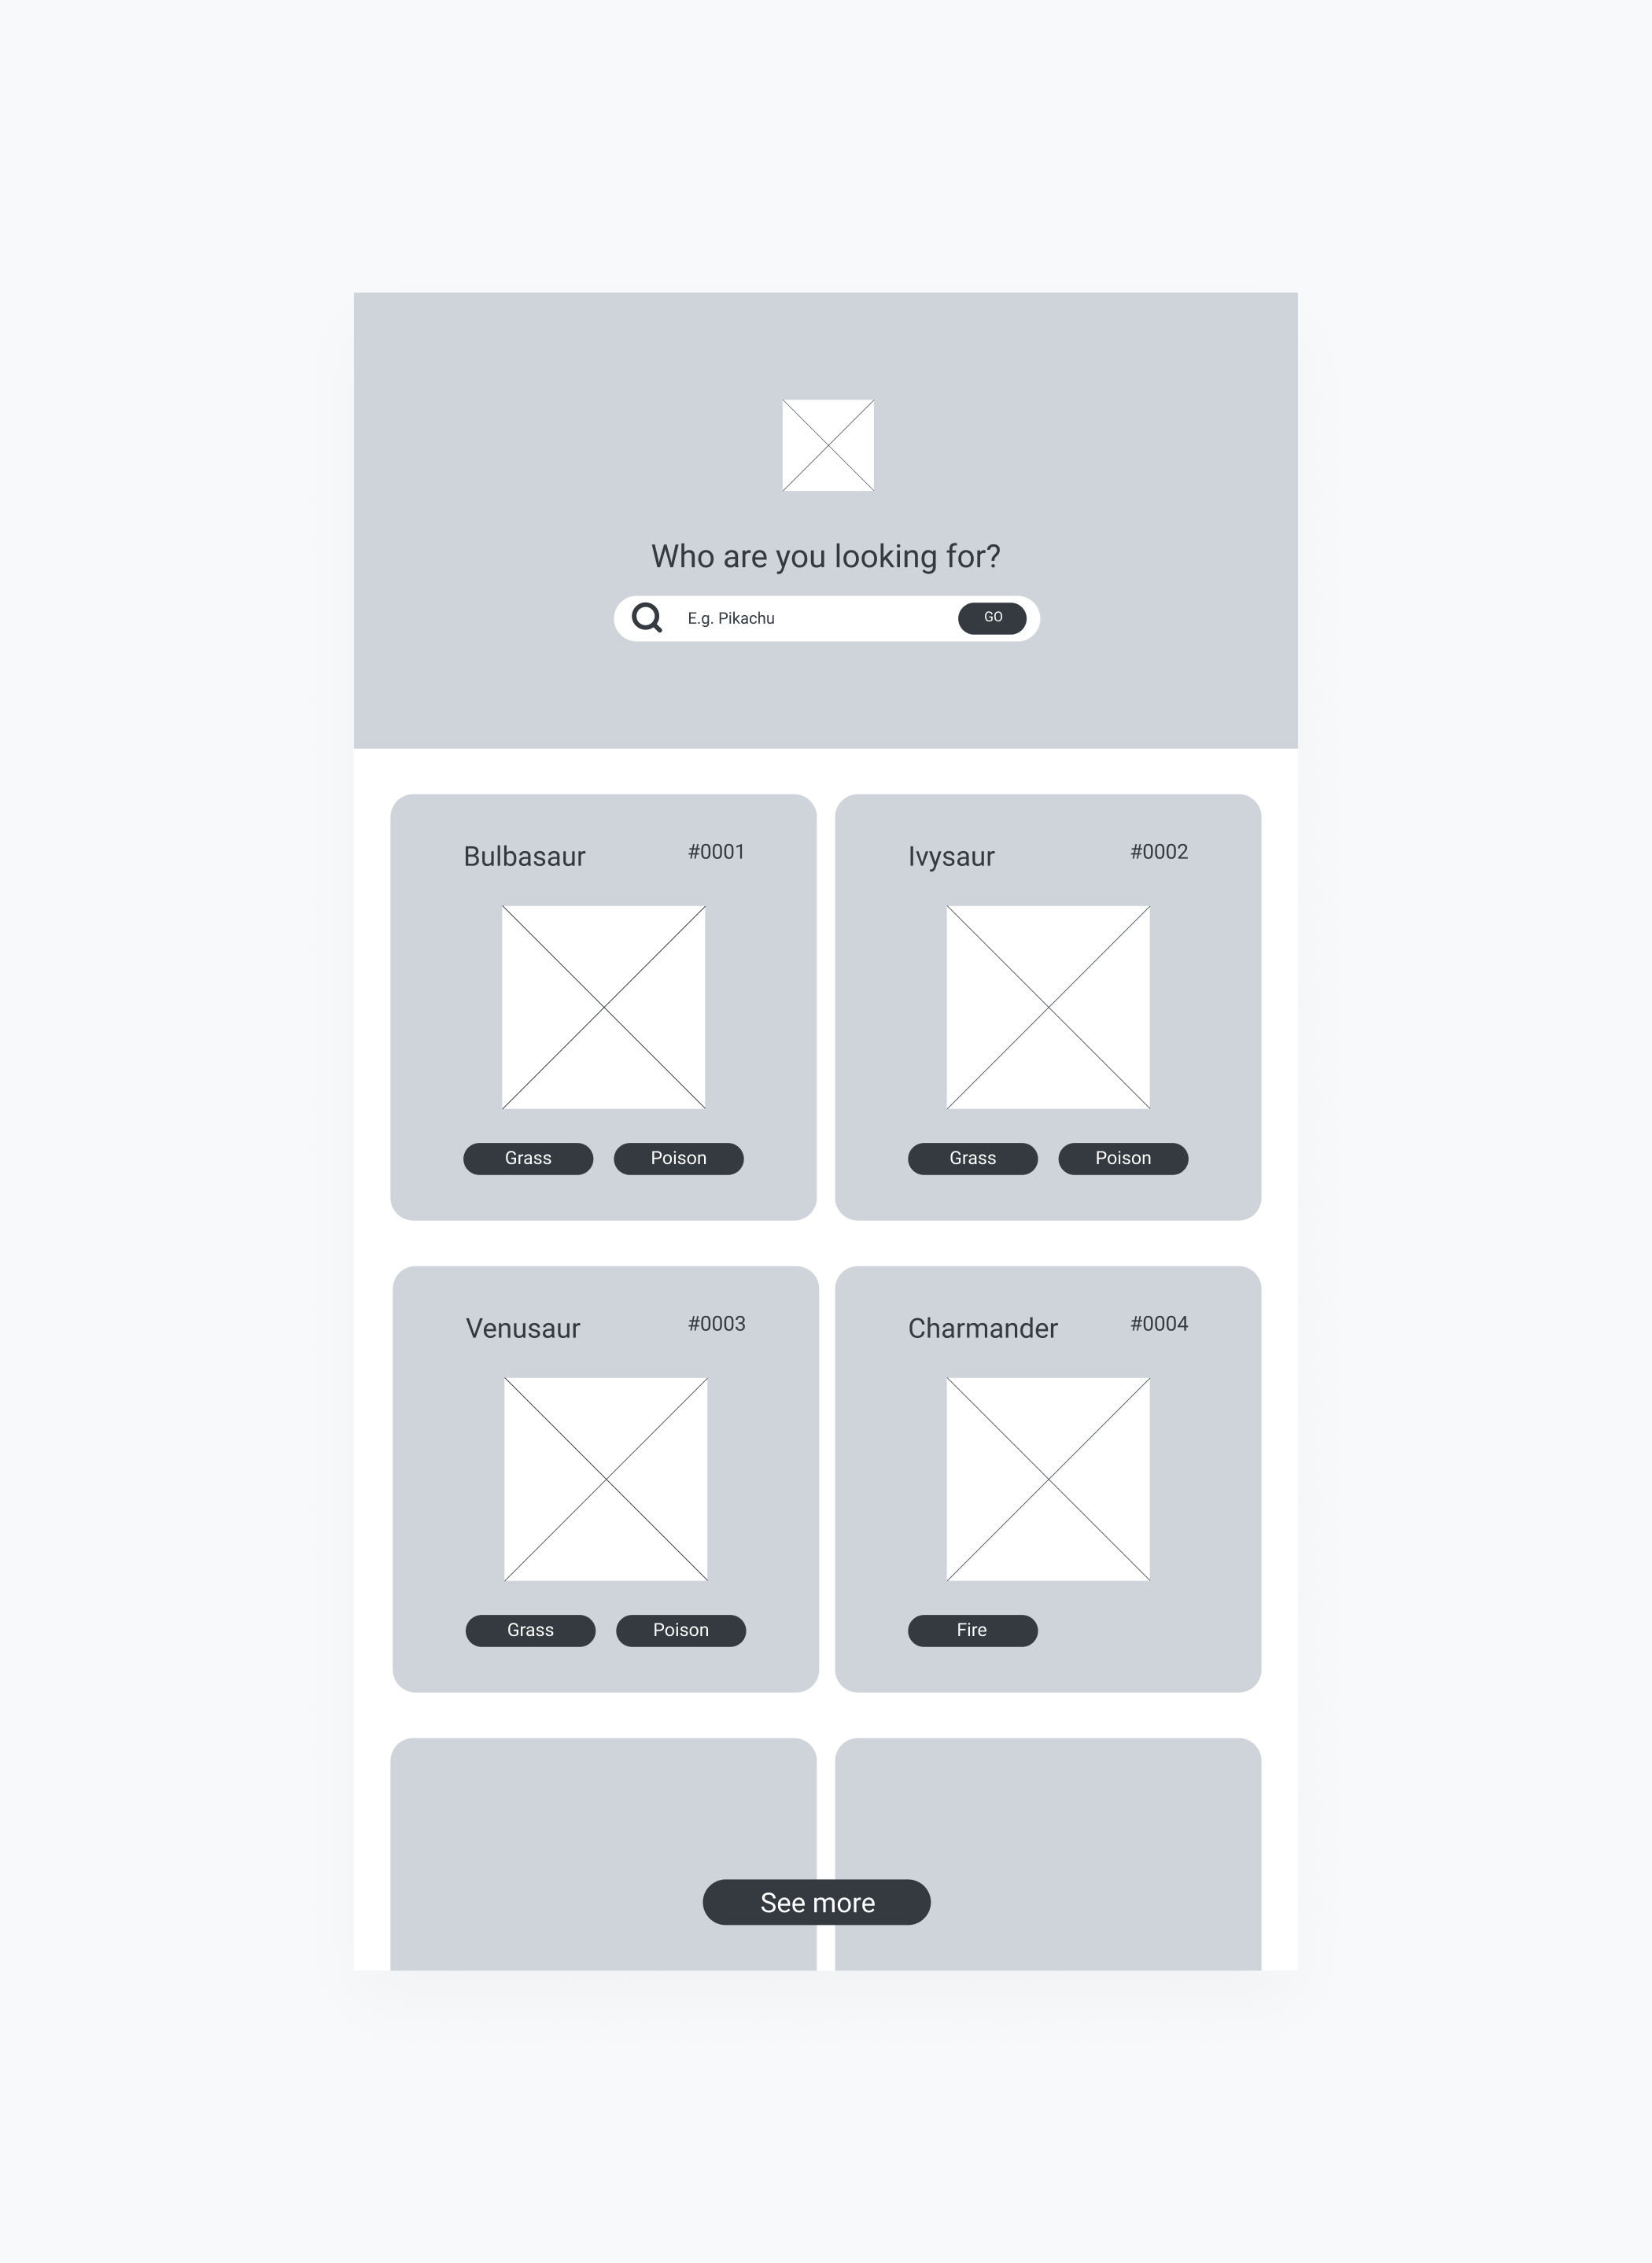 Who are you looking for?
E.g. Pikachu
GO
Bulbasaur
#0001
Grass
Poison
Ivysaur
#0002
Grass
Poison
Venusaur
#0003
Grass
Poison
Charmander
#0004
Fire
See more